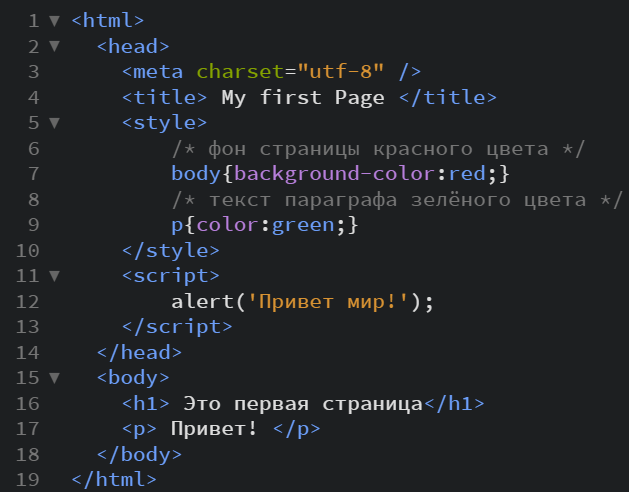 1 ▼ <html>
2 ▼   <head>
3       <meta charset="utf-8" />
4       <title> My first Page </title>
5 ▼     <style>
6           /* фон страницы красного цвета */
7           body{background-color:red;}
8           /* текст параграфа зелёного цвета */
9           p{color:green;}
10      </style>
11 ▼    <script>
12          alert('Привет мир!');
13      </script>
14    </head>
15 ▼  <body>
16      <h1> Это первая страница</h1>
17      <p> Привет! </p>
18    </body>
19  </html>